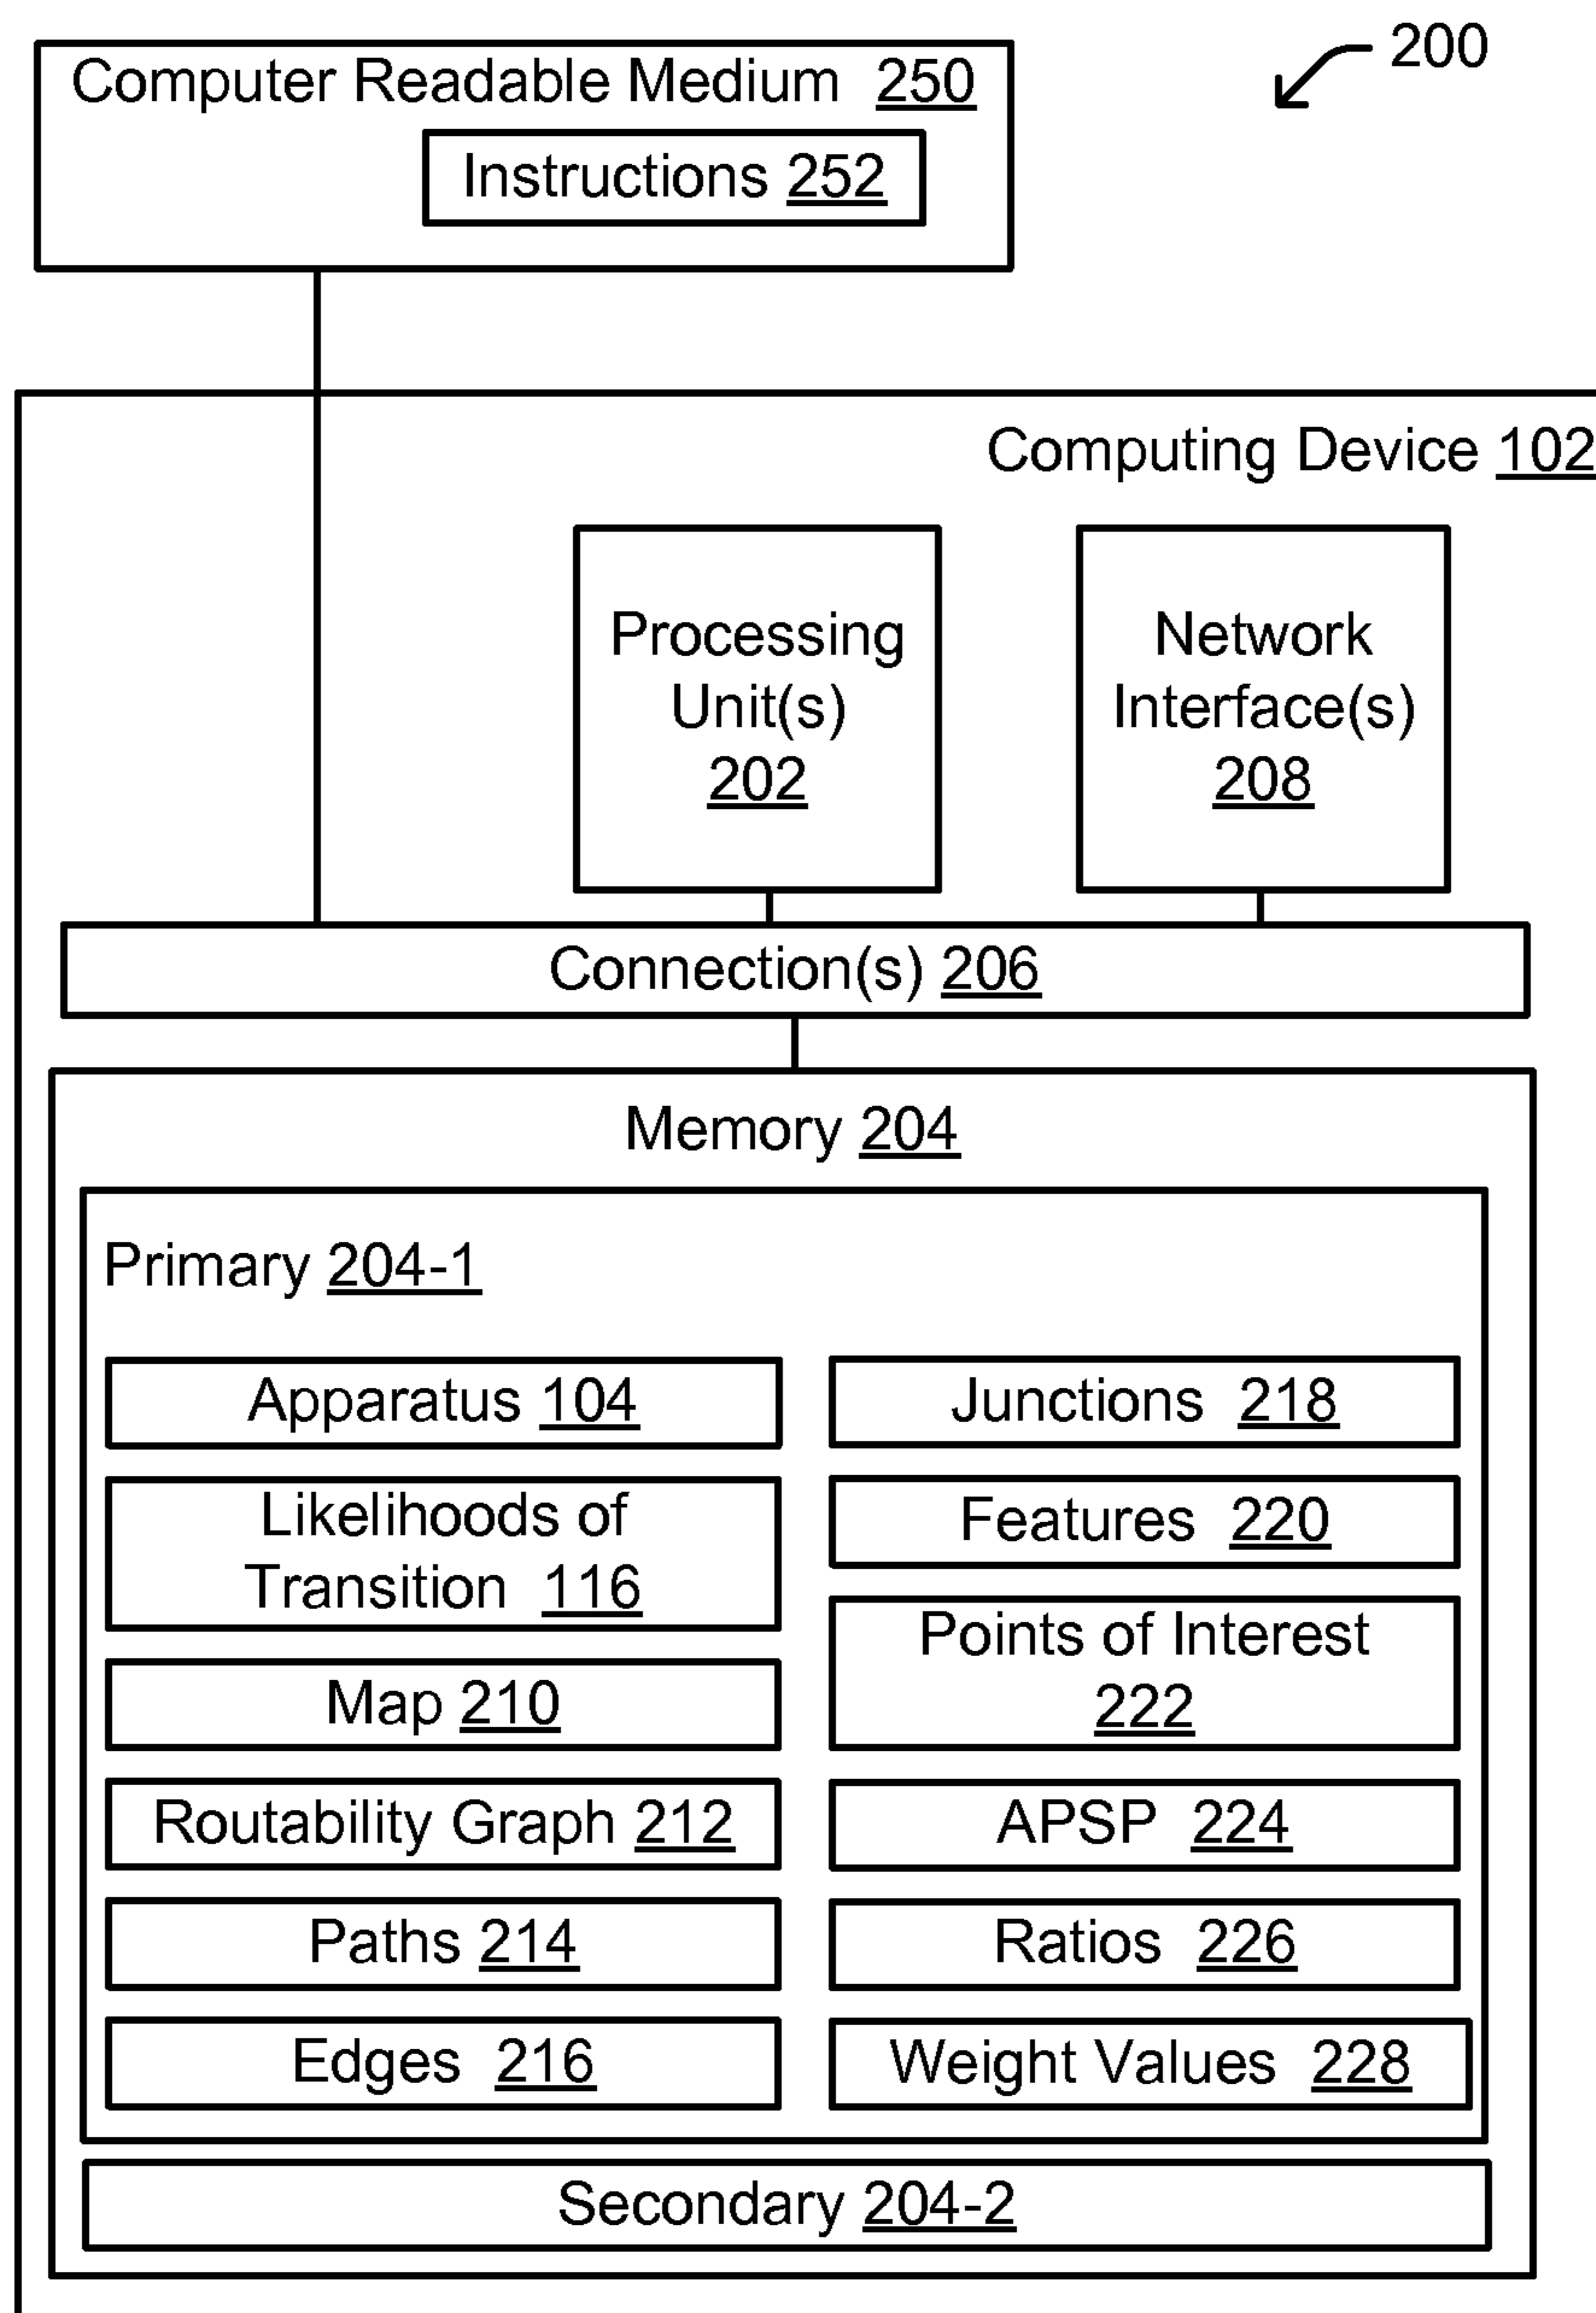 200
Computer Readable Medium 250
Instructions 252
Computing Device 102
Processing
Unit(s)
202
Network
Interface(s)
208
Connection(s) 206
Memory 204
Primary 204-1
Apparatus 104
Likelihoods of
Transition 116
Map 210
Routability Graph 212
Paths 214
Edges 216
Junctions 218
Features 220
Points of Interest
222
APSP 224
Ratios 226
Weight Values 228
Secondary 204-2